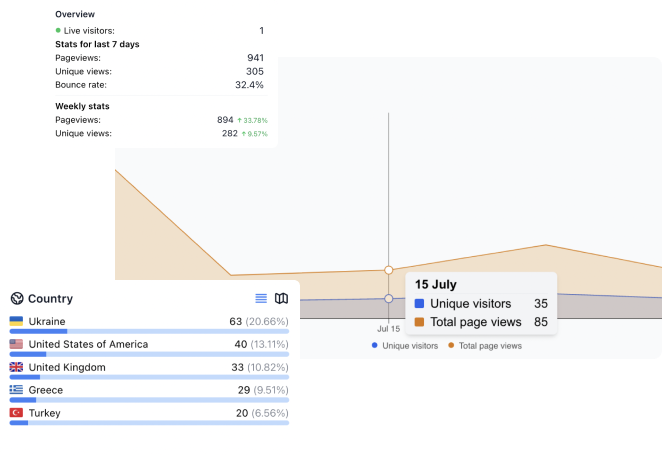 Overview
Live visitors: 1
Stats for last 7 days
Pageviews: 941
Unique views: 305
Bounce rate: 32.4%
Weekly stats
Pageviews: 894 ↑ 33.78%
Unique views: 282 ↑ 9.57%
15 July
Unique visitors 35
Total page views 85
Jul 15
Unique visitors Total page views
Country
Ukraine 63 (20.66%)
United States of America 40 (13.11%)
United Kingdom 33 (10.82%)
Greece 29 (9.51%)
Turkey 20 (6.56%)